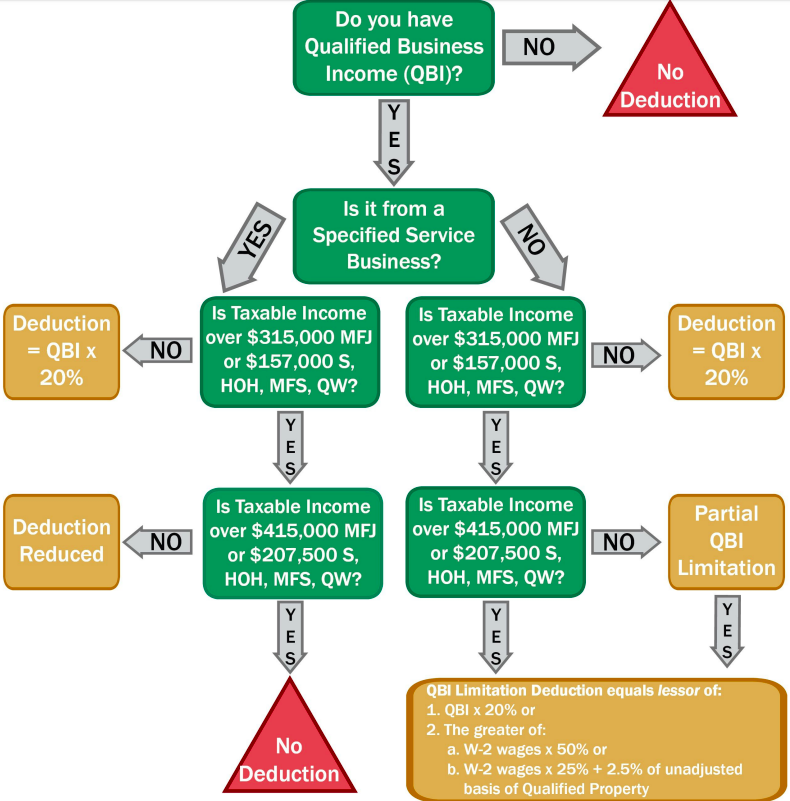 Do you have
Qualified Business
Income (QBI)?
NO
No
Deduction
YES
Is it from a
Specified Service
Business?
YES
NO
Deduction
= QBI x
20%
NO
Is Taxable Income
over $315,000 MFJ
or $157,000 S,
HOH, MFS, QW?
Is Taxable Income
over $315,000 MFJ
or $157,000 S,
HOH, MFS, QW?
NO
Deduction
= QBI x
20%
YES
YES
Deduction
Reduced
NO
Is Taxable Income
over $415,000 MFJ
or $207,500 S,
HOH, MFS, QW?
Is Taxable Income
over $415,000 MFJ
or $207,500 S,
HOH, MFS, QW?
NO
Partial
QBI
Limitation
YES
YES
YES
No
Deduction
QBI Limitation Deduction equals lessor of:
1. QBI x 20% or
2. The greater of:
a. W-2 wages x 50% or
b. W-2 wages x 25% + 2.5% of unadjusted
basis of Qualified Property